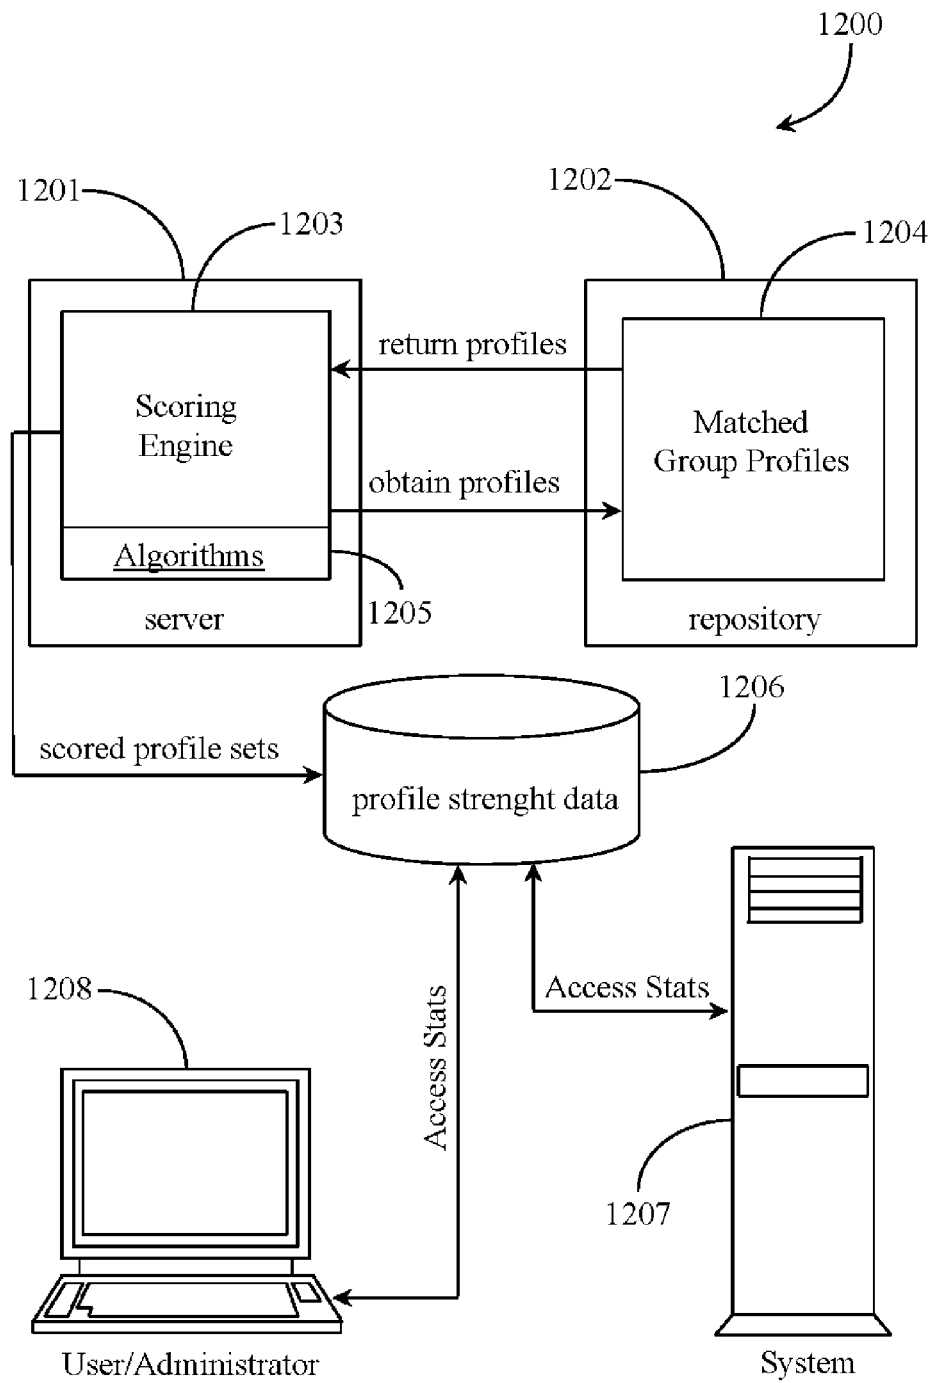 1200
1201
1202
1203
1204
return profiles
Scoring
Engine
Matched
Group Profiles
obtain profiles
Algorithms
1205
server
repository
1206
scored profile sets
profile strenght data
1208
Access Stats
Access Stats
1207
User/Administrator
System